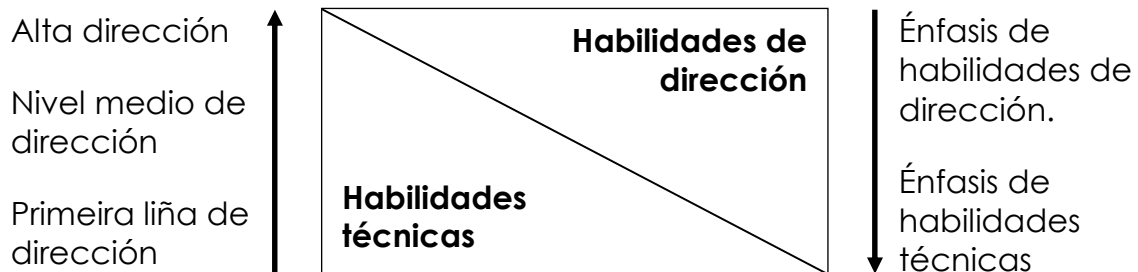 Alta dirección
Nivel medio de
dirección
Primeira liña de
dirección
Habilidades de
dirección
Habilidades
técnicas
Énfasis de
habilidades de
dirección.
Énfasis de
habilidades
técnicas